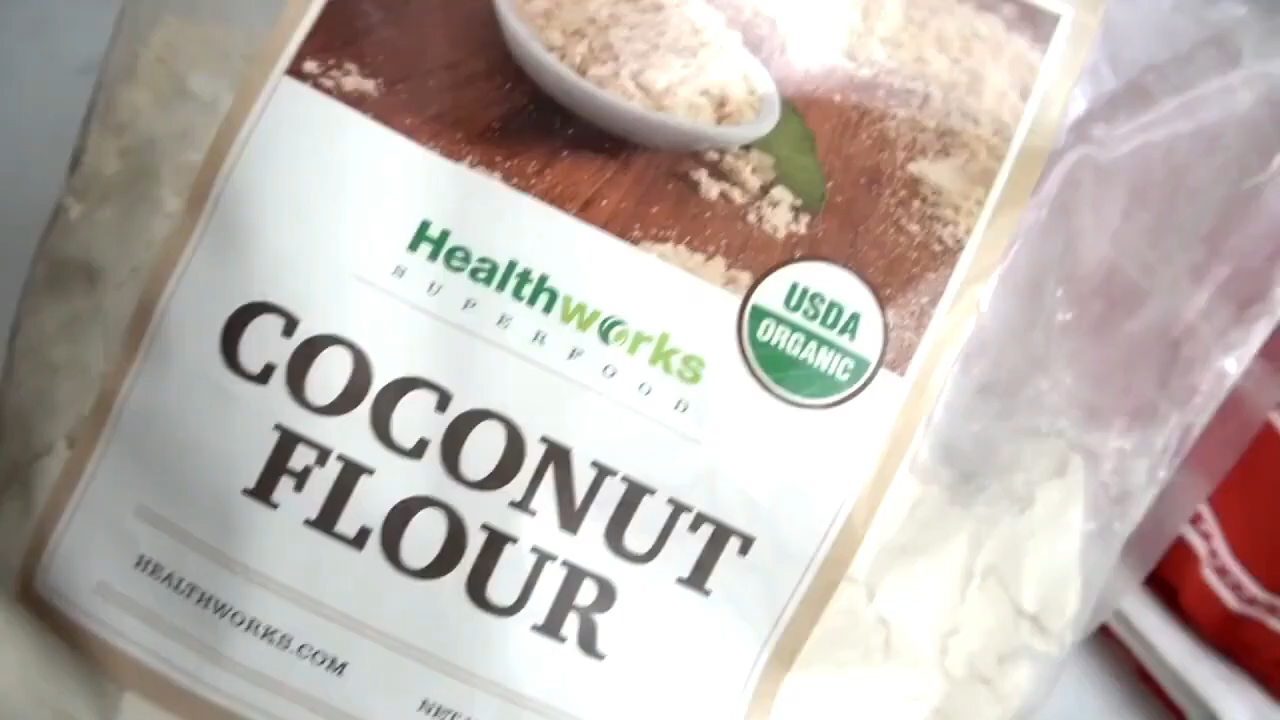 Healthworks
SUPERFOOD
USDA
ORGANIC
COCONUT
FLOUR
HEALTHWORKS.COM